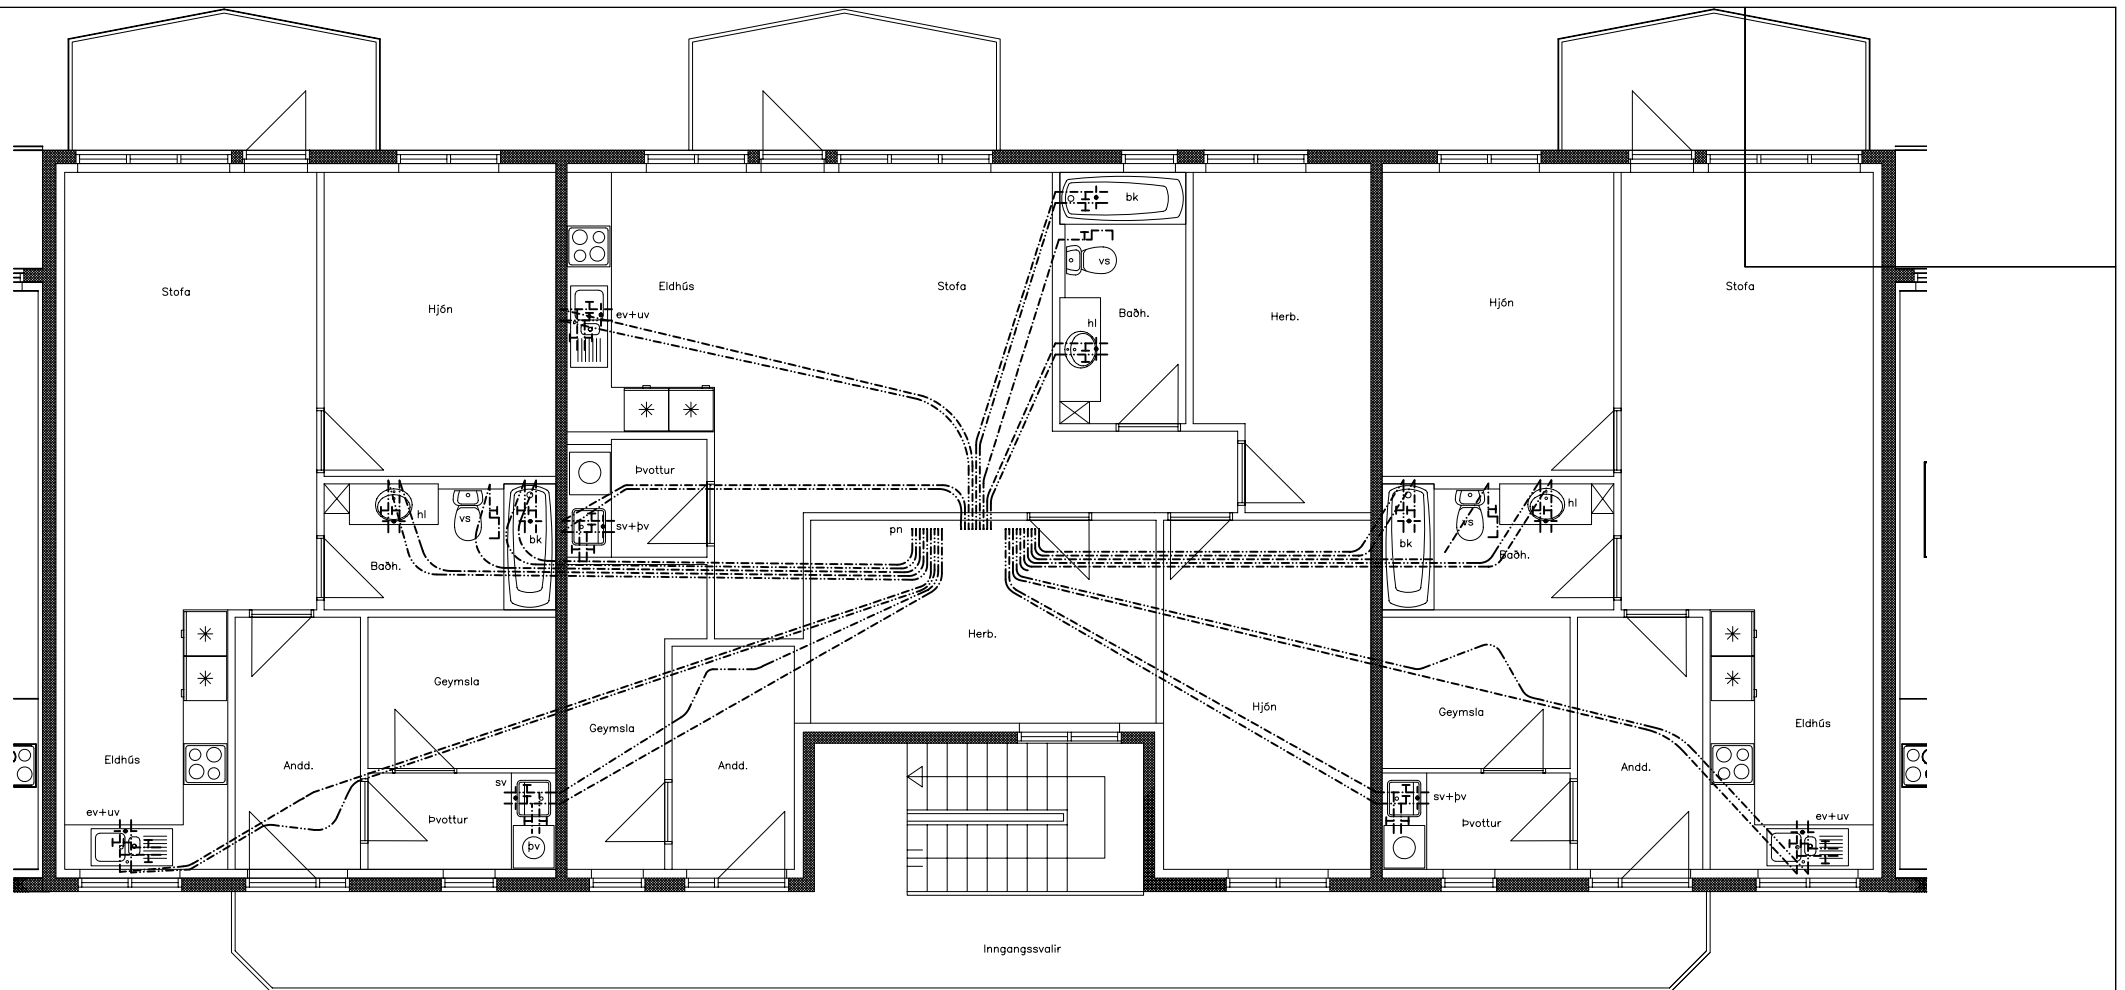 bk
vs
Stofa
Eldhús
Stofa
Stofa
Hjón
Hjón
ev+uv
Baðh.
Herb.
hl
Þvottur
hl
vs
bk
sv+þv
pn
hl
vs
bk
Baðh.
Baðh.
Herb.
Geymsla
Geymsla
Hjón
Geymsla
Eldhús
Eldhús
Andd.
Andd.
Andd.
sv
sv+þv
ev+uv
Þvottur
þv
Þvottur
ev+uv
Inngangssvalir